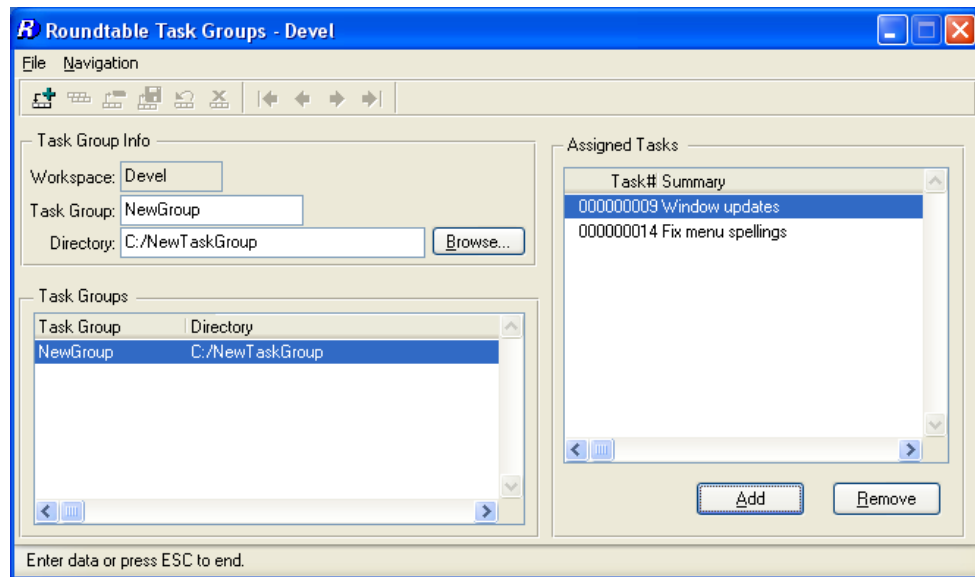 Roundtable Task Groups - Devel
File Navigation
Task Group Info
Workspace: Devel
Task Group: NewGroup
Directory: C:/NewTaskGroup Browse...
Task Groups
Task Group Directory
NewGroup C:/NewTaskGroup
Assigned Tasks
Task# Summary
000000009 Window updates
000000014 Fix menu spellings
Add Remove
Enter data or press ESC to end.